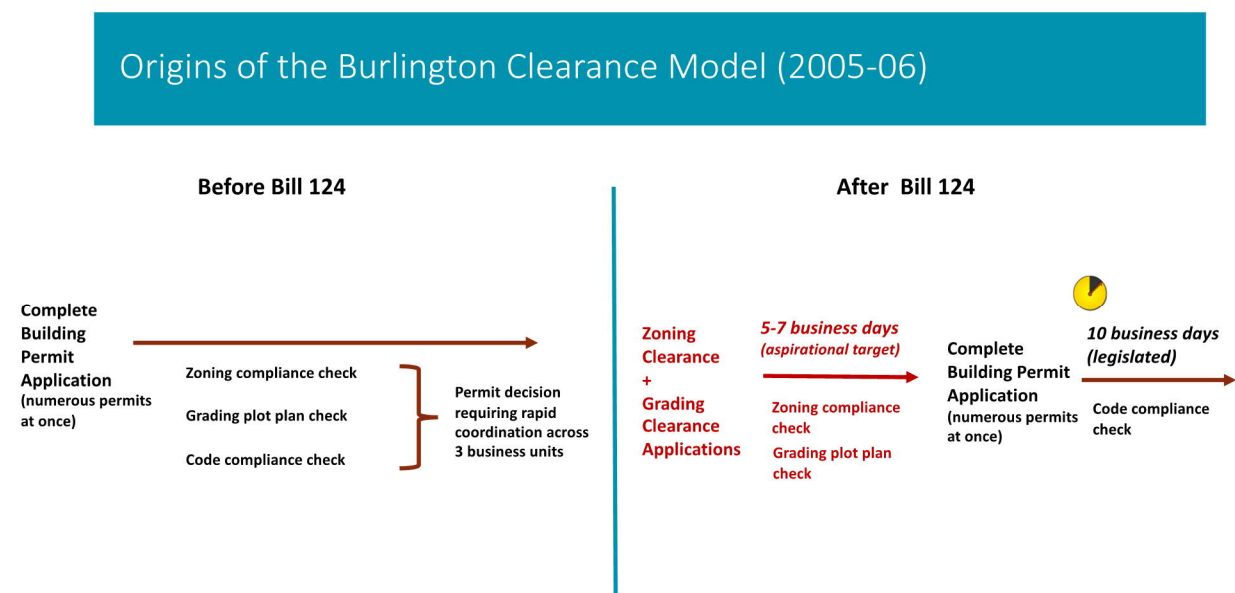 Origins of the Burlington Clearance Model (2005-06)
Before Bill 124
Complete
Building
Permit
Application
(numerous permits
at once)
Zoning compliance check
Grading plot plan check
Code compliance check
Permit decision
requiring rapid
coordination across
3 business units
After Bill 124
Zoning
Clearance
+
Grading
Clearance
Applications
5-7 business days
(aspirational target)
Zoning compliance
check
Grading plot plan
check
Complete
Building Permit
Application
(numerous permits
at once)
10 business days
(legislated)
Code compliance
check